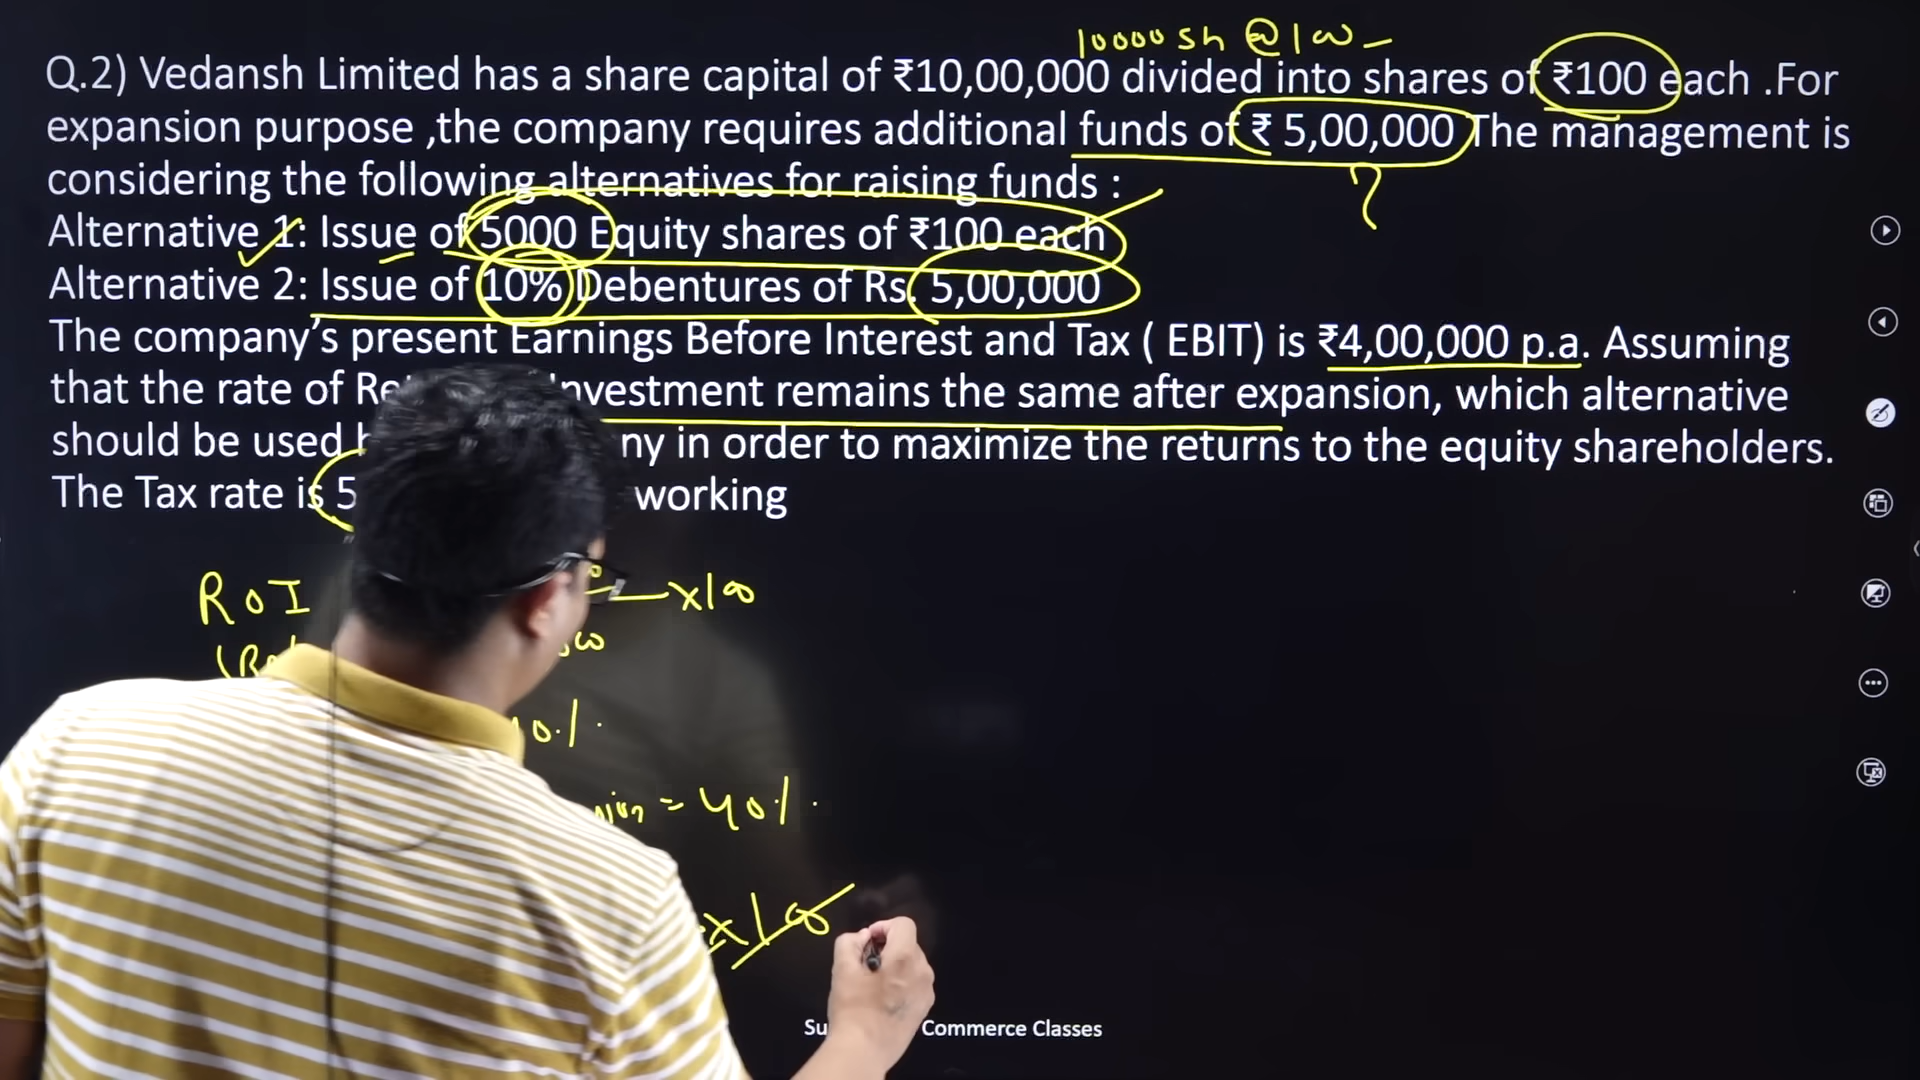 10000 sh @ 100 -
Q.2) Vedansh Limited has a share capital of ₹10,00,000 divided into shares of ₹100 each .For
expansion purpose ,the company requires additional funds of ₹ 5,00,000 The management is
considering the following alternatives for raising funds :
?
Alternative 1: Issue of 5000 Equity shares of ₹100 each
Alternative 2: Issue of 10% Debentures of Rs. 5,00,000
The company’s present Earnings Before Interest and Tax ( EBIT) is ₹4,00,000 p.a. Assuming
that the rate of investment remains the same after expansion, which alternative
should be used in order to maximize the returns to the equity shareholders.
The Tax rate is 5 working
ROI x100
= 40%
x100
Commerce Classes